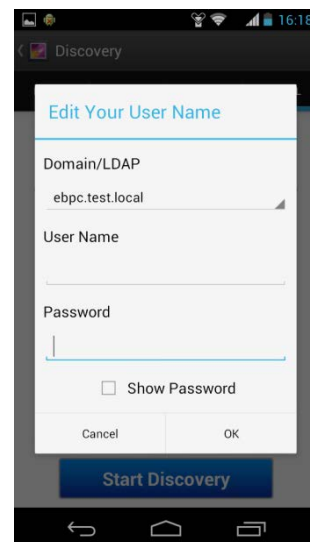 16:18
Discovery
Edit Your User Name
Domain/LDAP
ebpc.test.local
User Name
Password
Show Password
Cancel OK
Start Discovery